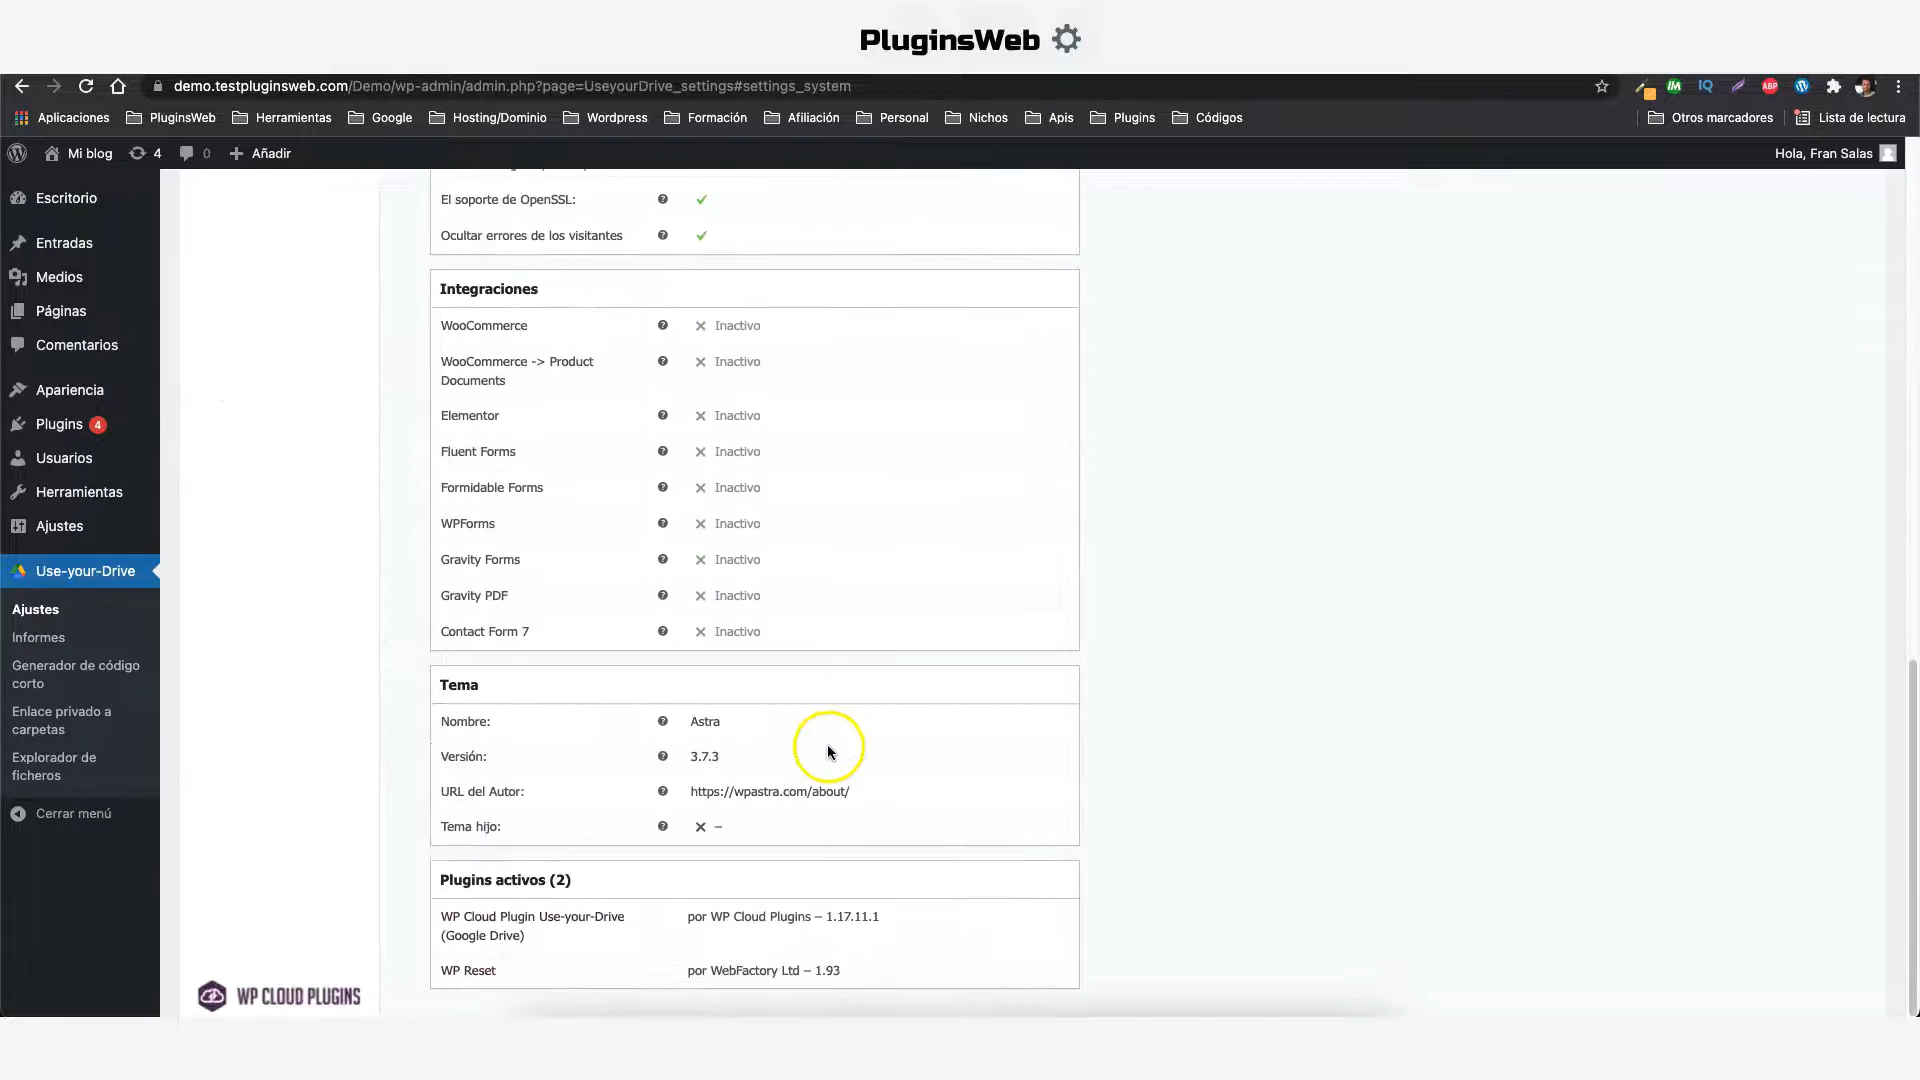 PluginsWeb
demo.testpluginsweb.com/Demo/wp-admin/admin.php?page=UseyourDrive_settings#settings_system
Aplicaciones PluginsWeb Herramientas Google Hosting/Dominio Wordpress Formación Afiliación Personal Nichos Apis Plugins Códigos Otros marcadores Lista de lectura
Mi blog 4 0 Añadir Hola, Fran Salas
Escritorio
Entradas
Medios
Páginas
Comentarios
Apariencia
Plugins 4
Usuarios
Herramientas
Ajustes
Use-your-Drive
Ajustes
Informes
Generador de código
corto
Enlace privado a
carpetas
Explorador de
ficheros
Cerrar menú
WP CLOUD PLUGINS
El soporte de OpenSSL:
Ocultar errores de los visitantes
Integraciones
WooCommerce Inactivo
WooCommerce -> Product Inactivo
Documents
Elementor Inactivo
Fluent Forms Inactivo
Formidable Forms Inactivo
WPForms Inactivo
Gravity Forms Inactivo
Gravity PDF Inactivo
Contact Form 7 Inactivo
Tema
Nombre: Astra
Versión: 3.7.3
URL del Autor: https://wpastra.com/about/
Tema hijo: –
Plugins activos (2)
WP Cloud Plugin Use-your-Drive por WP Cloud Plugins – 1.17.11.1
(Google Drive)
WP Reset por WebFactory Ltd – 1.93